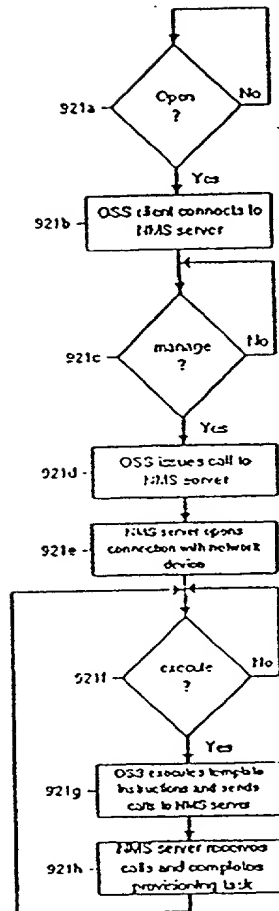 Open
?
No
921a
Yes
OSS client connects to
NMS server
921b
manage
?
No
921c
Yes
OSS issues call to
NMS server
921d
NMS server opens
connection with network
device
921e
execute
?
No
921f
Yes
OSS executes template
instructions and sends
calls to NMS server
921g
NMS server receives
calls and completes
provisioning task
921h